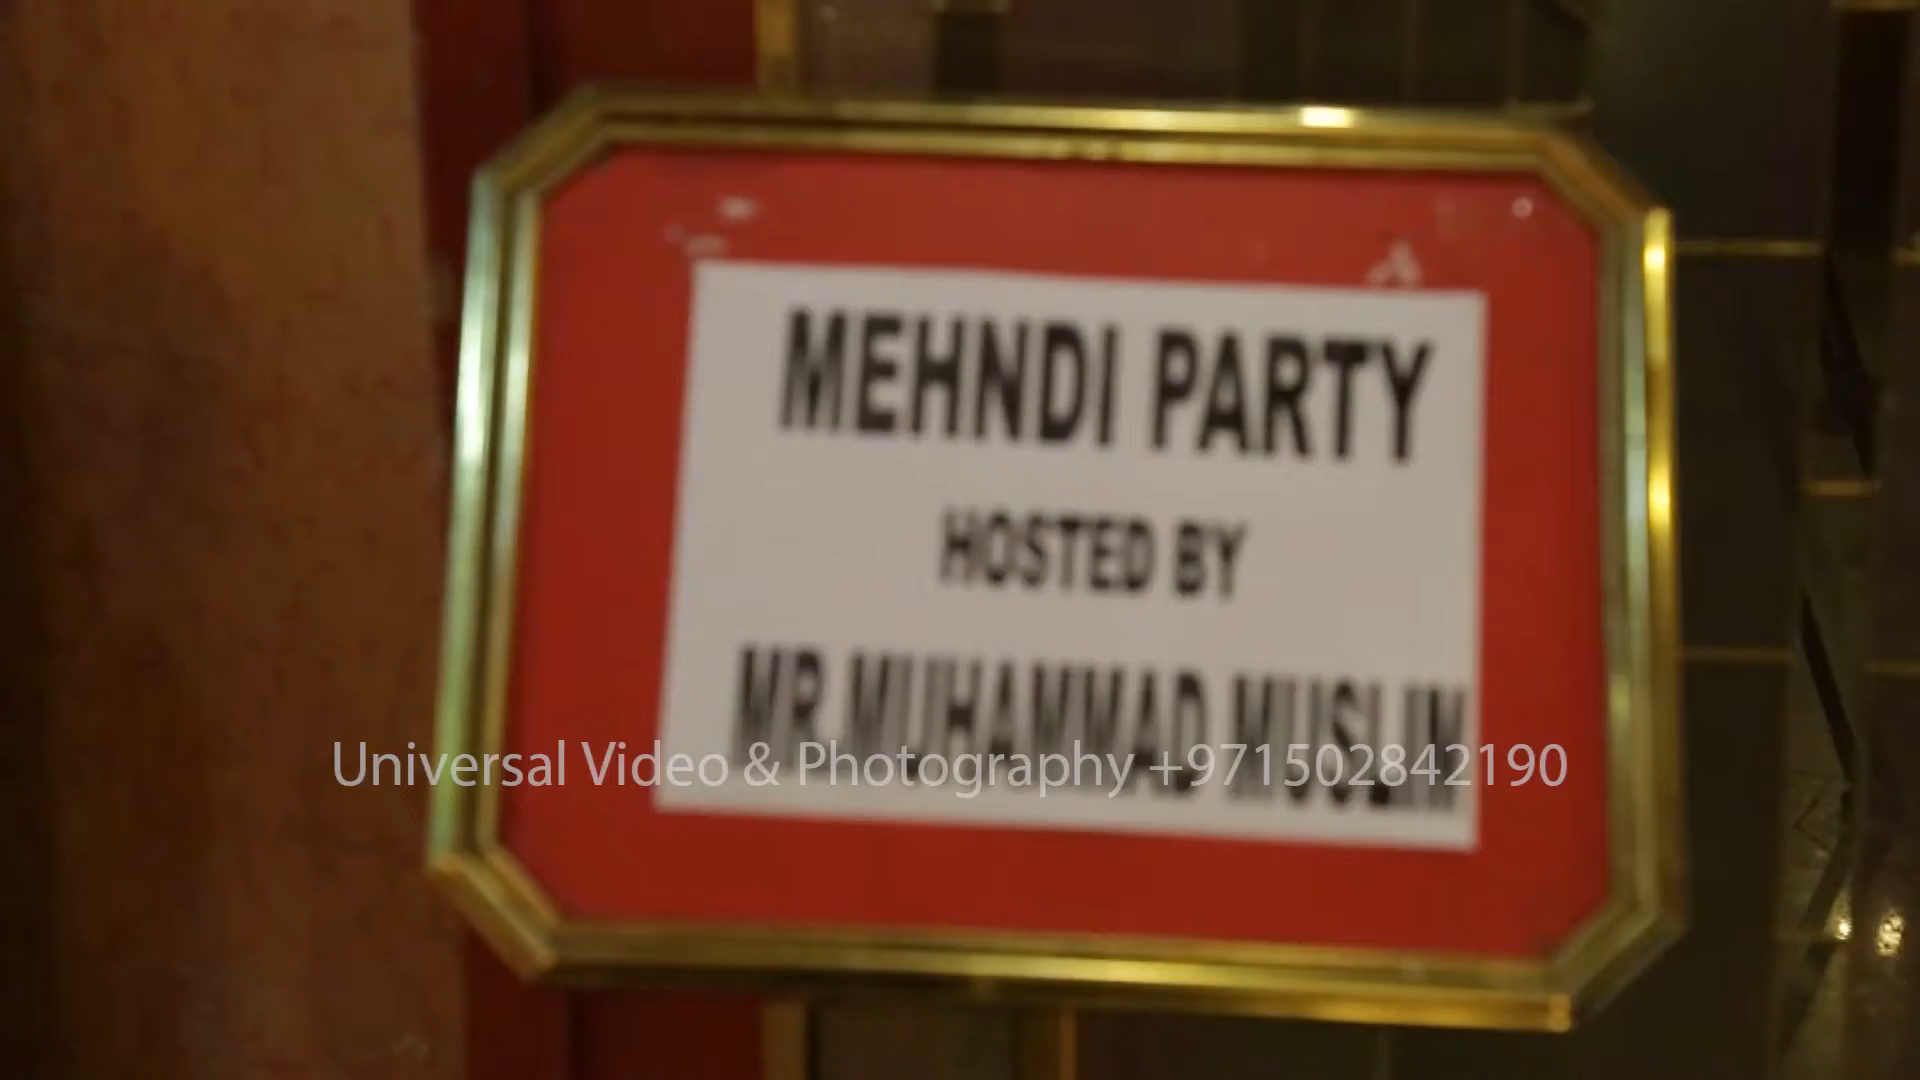 MEHNDI PARTY
HOSTED BY
MR.MUHAMMAD MUSLIM
Universal Video & Photography +971502842190